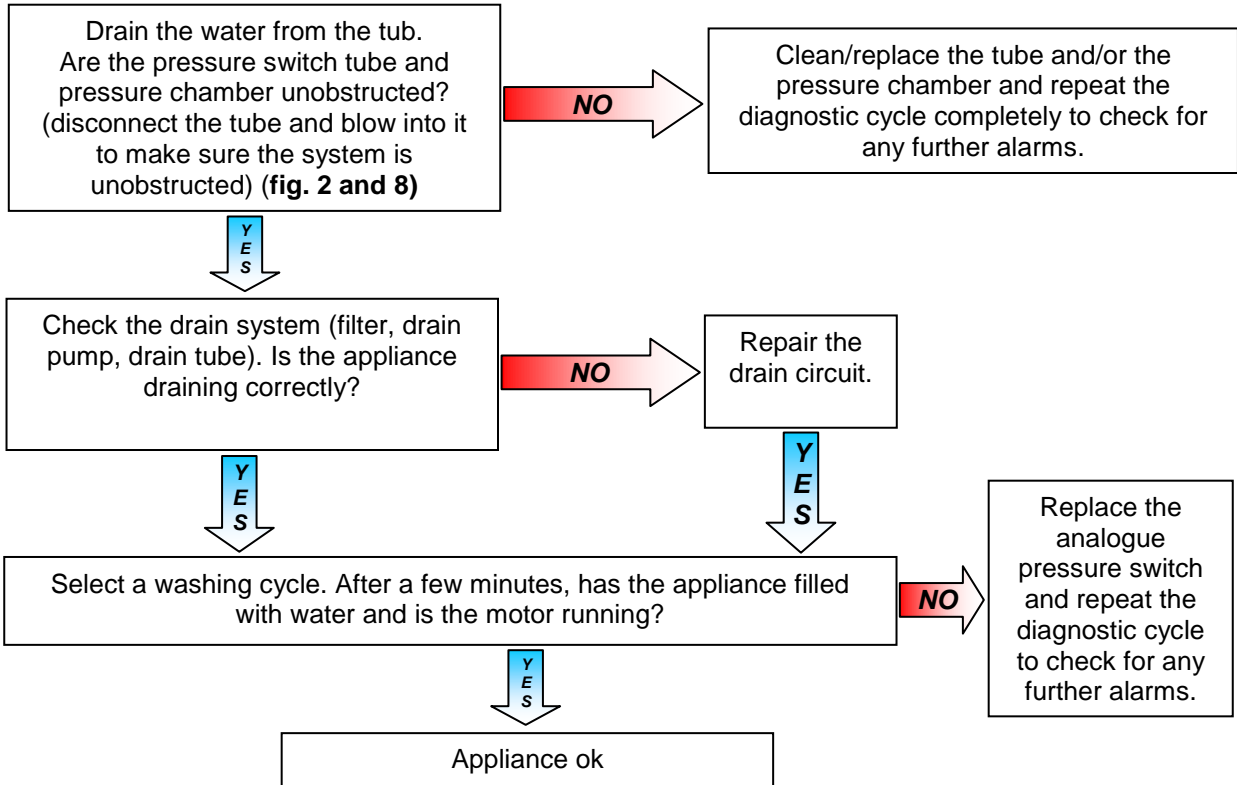 Drain the water from the tub.
Are the pressure switch tube and
pressure chamber unobstructed?
(disconnect the tube and blow into it
to make sure the system is
unobstructed) (fig. 2 and 8)
NO
Clean/replace the tube and/or the
pressure chamber and repeat the
diagnostic cycle completely to check for
any further alarms.
YES
Check the drain system (filter, drain
pump, drain tube). Is the appliance
draining correctly?
NO
Repair the
drain circuit.
YES
YES
Select a washing cycle. After a few minutes, has the appliance filled
with water and is the motor running?
NO
Replace the
analogue
pressure switch
and repeat the
diagnostic cycle
to check for any
further alarms.
YES
Appliance ok